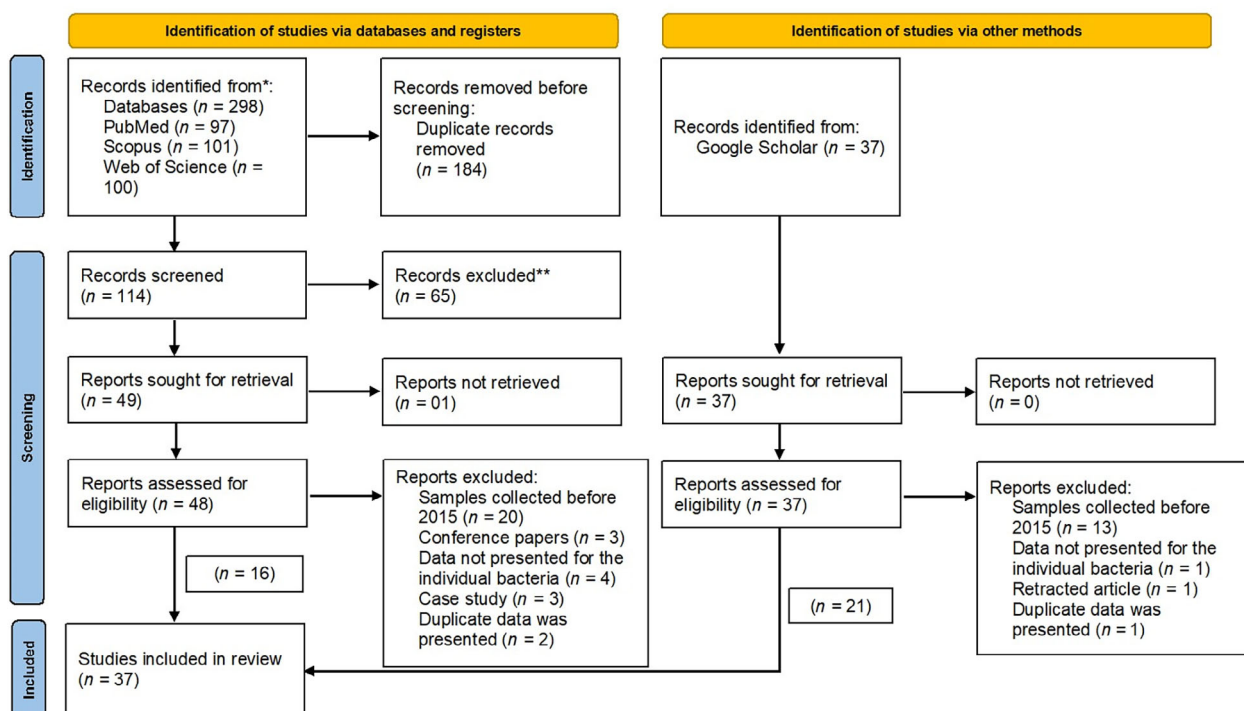 Identification of studies via databases and registers
Identification of studies via other methods
Identification
Records identified from*:
Databases (n = 298)
PubMed (n = 97)
Scopus (n = 101)
Web of Science (n =
100)
Records removed before
screening:
Duplicate records
removed
(n = 184)
Records identified from:
Google Scholar (n = 37)
Screening
Records screened
(n = 114)
Records excluded**
(n = 65)
Reports sought for retrieval
(n = 49)
Reports not retrieved
(n = 01)
Reports sought for retrieval
(n = 37)
Reports not retrieved
(n = 0)
Reports assessed for
eligibility (n = 48)
Reports excluded:
Samples collected before
2015 (n = 20)
Conference papers (n = 3)
Data not presented for the
individual bacteria (n = 4)
Case study (n = 3)
Duplicate data was
presented (n = 2)
Reports assessed for
eligibility (n = 37)
Reports excluded:
Samples collected before
2015 (n = 13)
Data not presented for the
individual bacteria (n = 1)
Retracted article (n = 1)
Duplicate data was
presented (n = 1)
(n = 16)
(n = 21)
Included
Studies included in review
(n = 37)